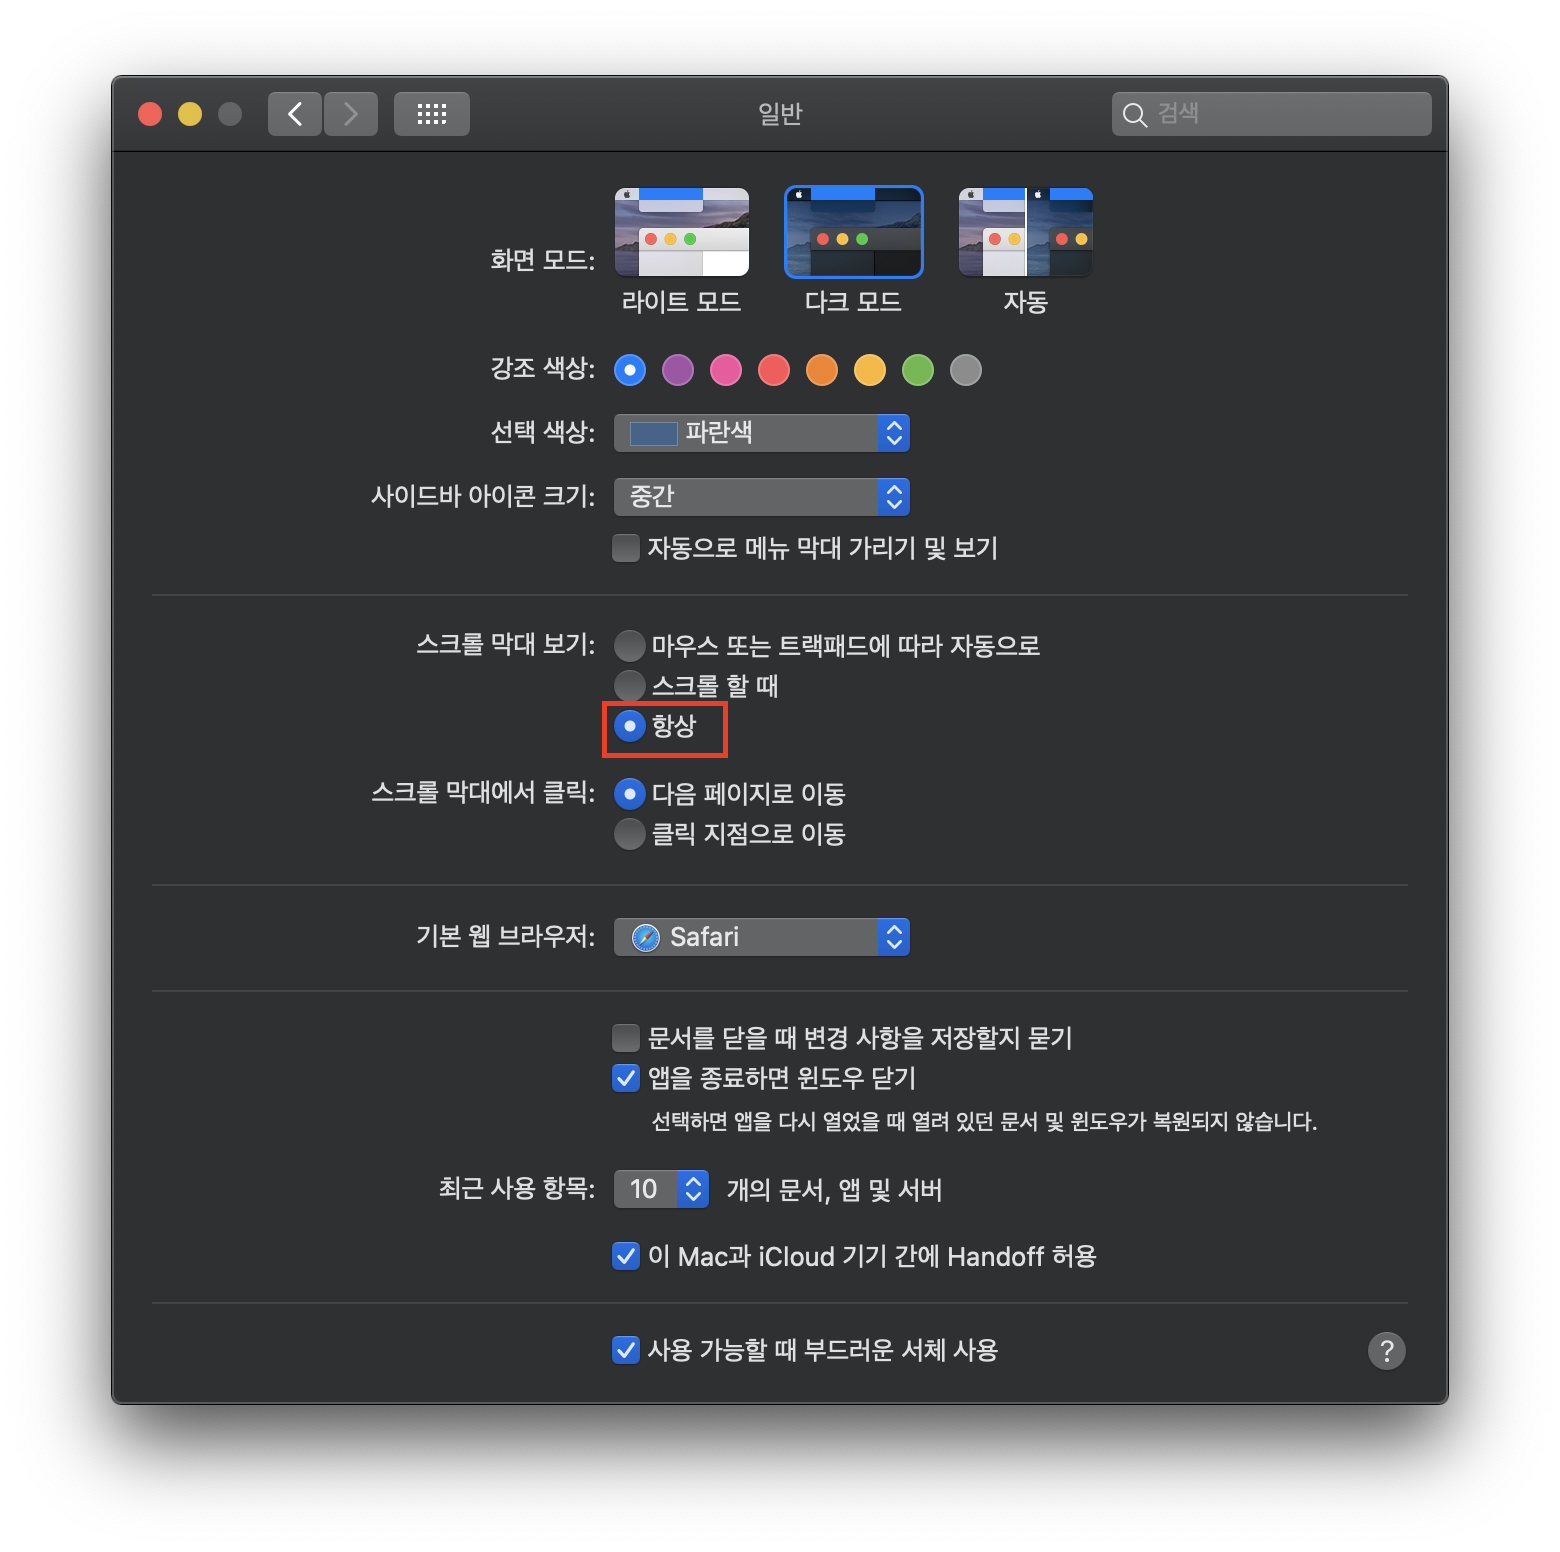 일반
검색
화면 모드:
라이트 모드
다크 모드
자동
강조 색상:
선택 색상: 파란색
사이드바 아이콘 크기: 중간
자동으로 메뉴 막대 가리기 및 보기
스크롤 막대 보기: 마우스 또는 트랙패드에 따라 자동으로
스크롤 할 때
항상
스크롤 막대에서 클릭: 다음 페이지로 이동
클릭 지점으로 이동
기본 웹 브라우저: Safari
문서를 닫을 때 변경 사항을 저장할지 묻기
앱을 종료하면 윈도우 닫기
선택하면 앱을 다시 열었을 때 열려 있던 문서 및 윈도우가 복원되지 않습니다.
최근 사용 항목: 10 개의 문서, 앱 및 서버
이 Mac과 iCloud 기기 간에 Handoff 허용
사용 가능할 때 부드러운 서체 사용
?